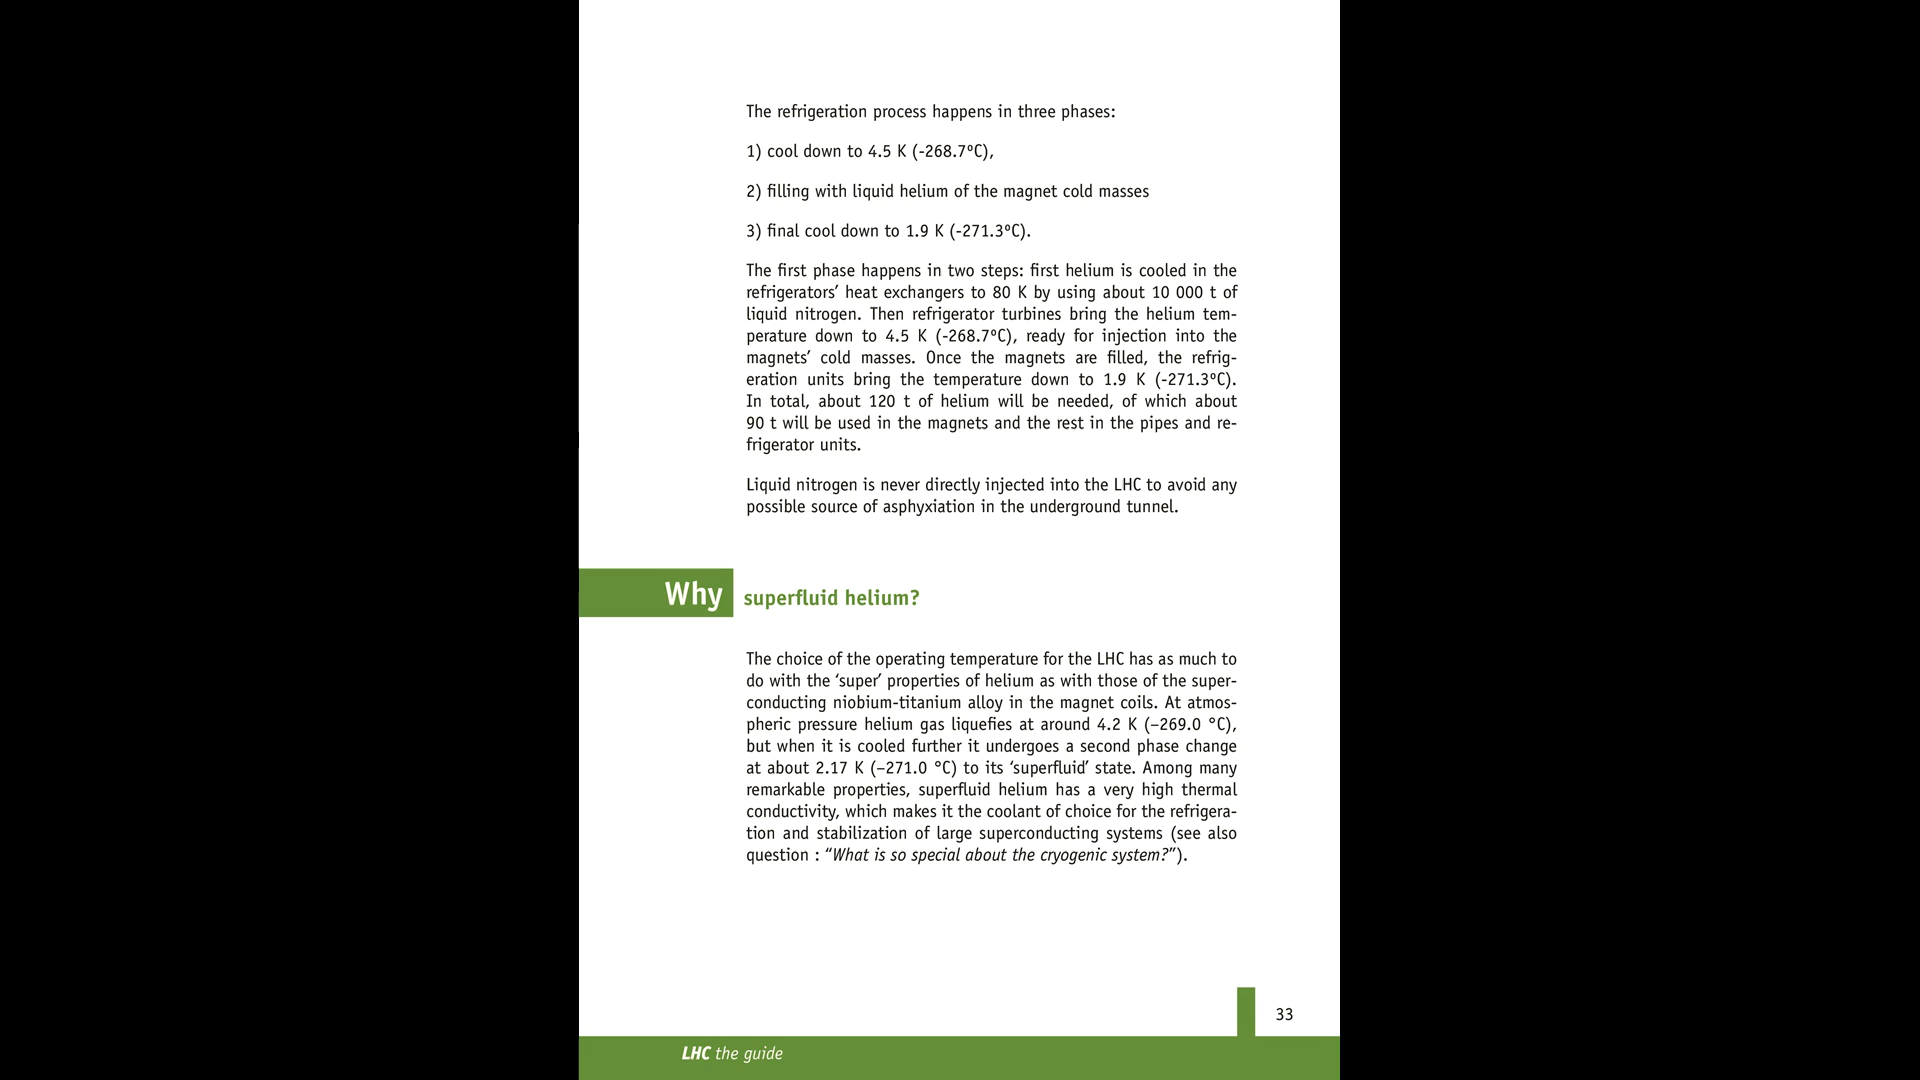 The refrigeration process happens in three phases:
1) cool down to 4.5 K (-268.7ºC),
2) filling with liquid helium of the magnet cold masses
3) final cool down to 1.9 K (-271.3ºC).
The first phase happens in two steps: first helium is cooled in the
refrigerators’ heat exchangers to 80 K by using about 10 000 t of
liquid nitrogen. Then refrigerator turbines bring the helium tem-
perature down to 4.5 K (-268.7ºC), ready for injection into the
magnets’ cold masses. Once the magnets are filled, the refrig-
eration units bring the temperature down to 1.9 K (-271.3ºC).
In total, about 120 t of helium will be needed, of which about
90 t will be used in the magnets and the rest in the pipes and re-
frigerator units.
Liquid nitrogen is never directly injected into the LHC to avoid any
possible source of asphyxiation in the underground tunnel.
Why superfluid helium?
The choice of the operating temperature for the LHC has as much to
do with the ‘super’ properties of helium as with those of the super-
conducting niobium-titanium alloy in the magnet coils. At atmos-
pheric pressure helium gas liquefies at around 4.2 K (–269.0 °C),
but when it is cooled further it undergoes a second phase change
at about 2.17 K (–271.0 °C) to its ‘superfluid’ state. Among many
remarkable properties, superfluid helium has a very high thermal
conductivity, which makes it the coolant of choice for the refrigera-
tion and stabilization of large superconducting systems (see also
question : “What is so special about the cryogenic system?”).
33
LHC the guide